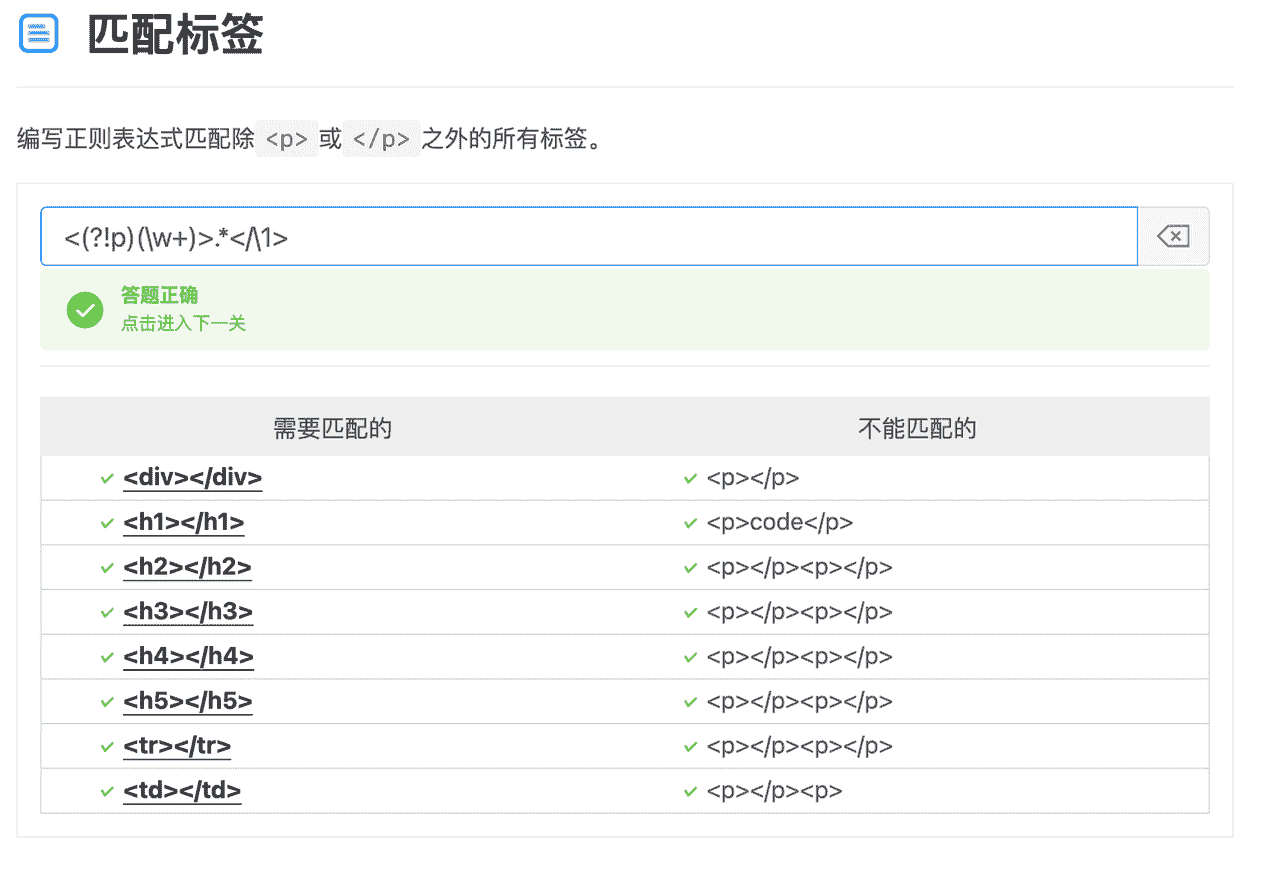 匹配标签
编写正则表达式匹配除 <p> 或 </p> 之外的所有标签。
<(?!p)(\w+)>.*</\1>
答题正确
点击进入下一关
需要匹配的 不能匹配的
<div></div> <p></p>
<h1></h1> <p>code</p>
<h2></h2> <p></p><p></p>
<h3></h3> <p></p><p></p>
<h4></h4> <p></p><p></p>
<h5></h5> <p></p><p></p>
<tr></tr> <p></p><p></p>
<td></td> <p></p><p>